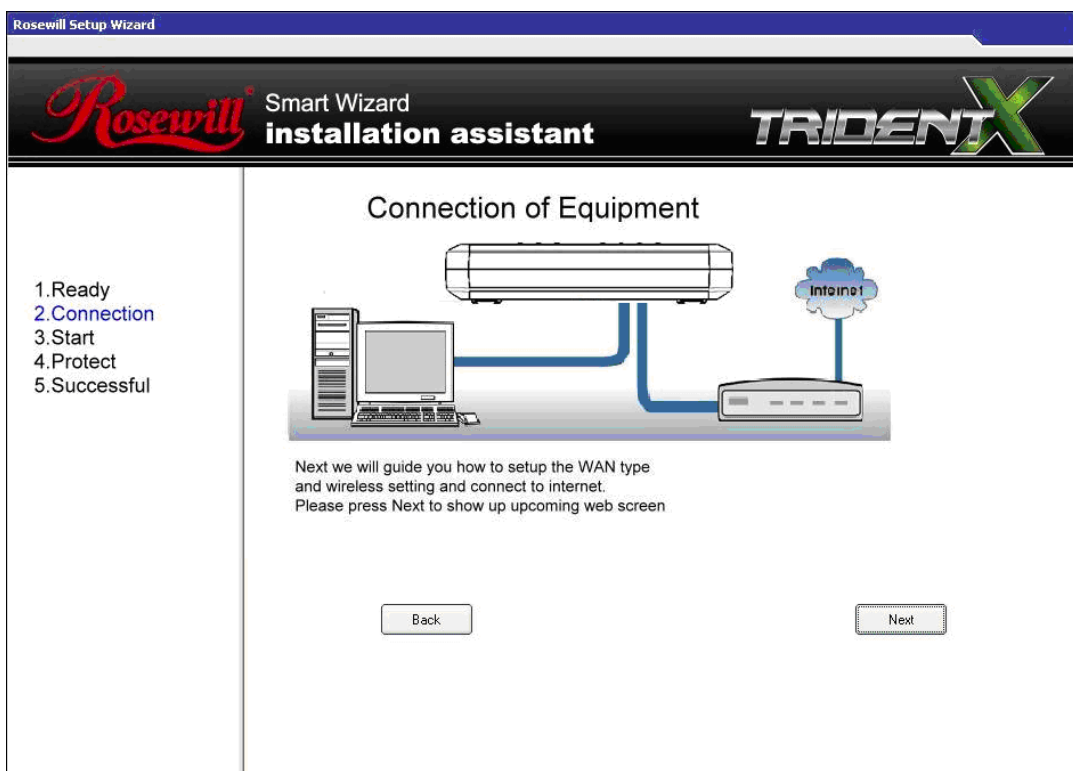 Rosewill Setup Wizard
Rosewill
Smart Wizard
installation assistant
TRIDENTX
1.Ready
2.Connection
3.Start
4.Protect
5.Successful
Connection of Equipment
Internet
Next we will guide you how to setup the WAN type
and wireless setting and connect to internet.
Please press Next to show up upcoming web screen
Back
Next